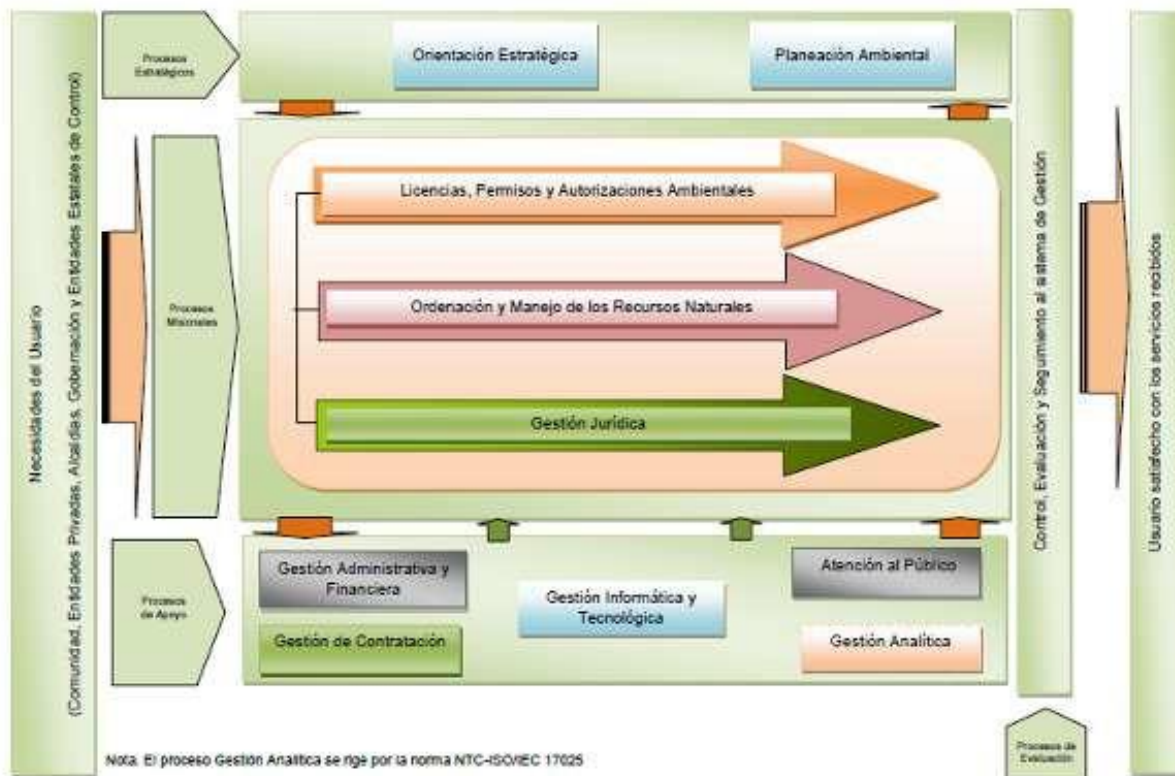 Necesidades del Usuario
(Comunidad, Entidades Privadas, Alcaldías, Gobernación y Entidades Estatales de Control)
Procesos
Estratégicos
Orientación Estratégica
Planeación Ambiental
Procesos
Misionales
Licencias, Permisos y Autorizaciones Ambientales
Ordenación y Manejo de los Recursos Naturales
Gestión Jurídica
Procesos
de Apoyo
Gestión Administrativa y
Financiera
Atención al Público
Gestión Informática y
Tecnológica
Gestión de Contratación
Gestión Analítica
Control, Evaluación y Seguimiento al sistema de Gestión
Procesos de
Evaluación
Usuario satisfecho con los servicios recibidos
Nota. El proceso Gestión Analítica se rige por la norma NTC-ISO/IEC 17025